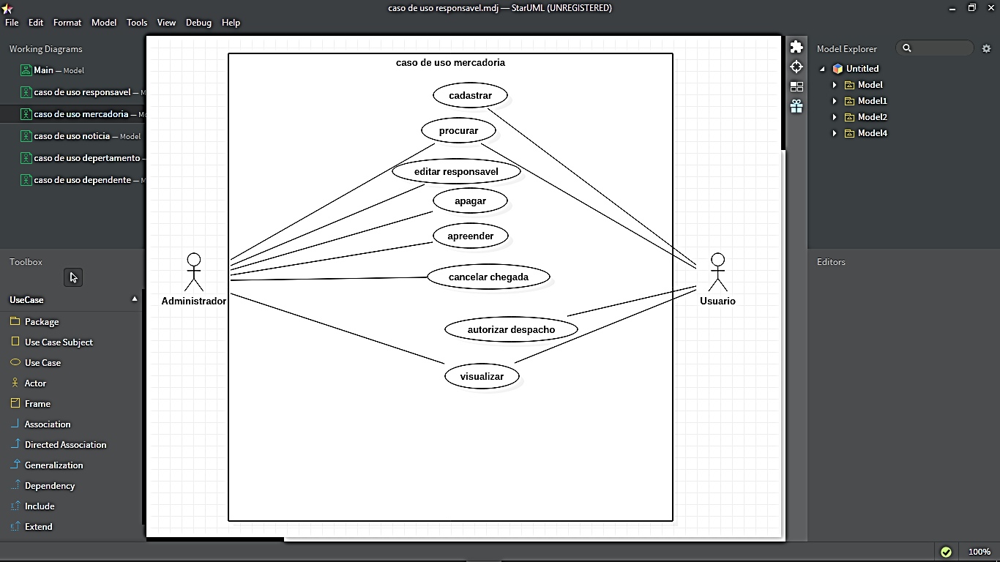 caso de uso responsavel.mdj — StarUML (UNREGISTERED)
File Edit Format Model Tools View Debug Help
Working Diagrams
Main — Model
caso de uso responsavel — M
caso de uso mercadoria — Mo
caso de uso noticia — Model
caso de uso depertamento –
caso de uso dependente — M
Toolbox
UseCase
Package
Use Case Subject
Use Case
Actor
Frame
Association
Directed Association
Generalization
Dependency
Include
Extend
caso de uso mercadoria
cadastrar
procurar
editar responsavel
apagar
apreender
cancelar chegada
autorizar despacho
visualizar
Administrador
Usuario
Model Explorer
Untitled
Model
Model1
Model2
Model4
Editors
100%